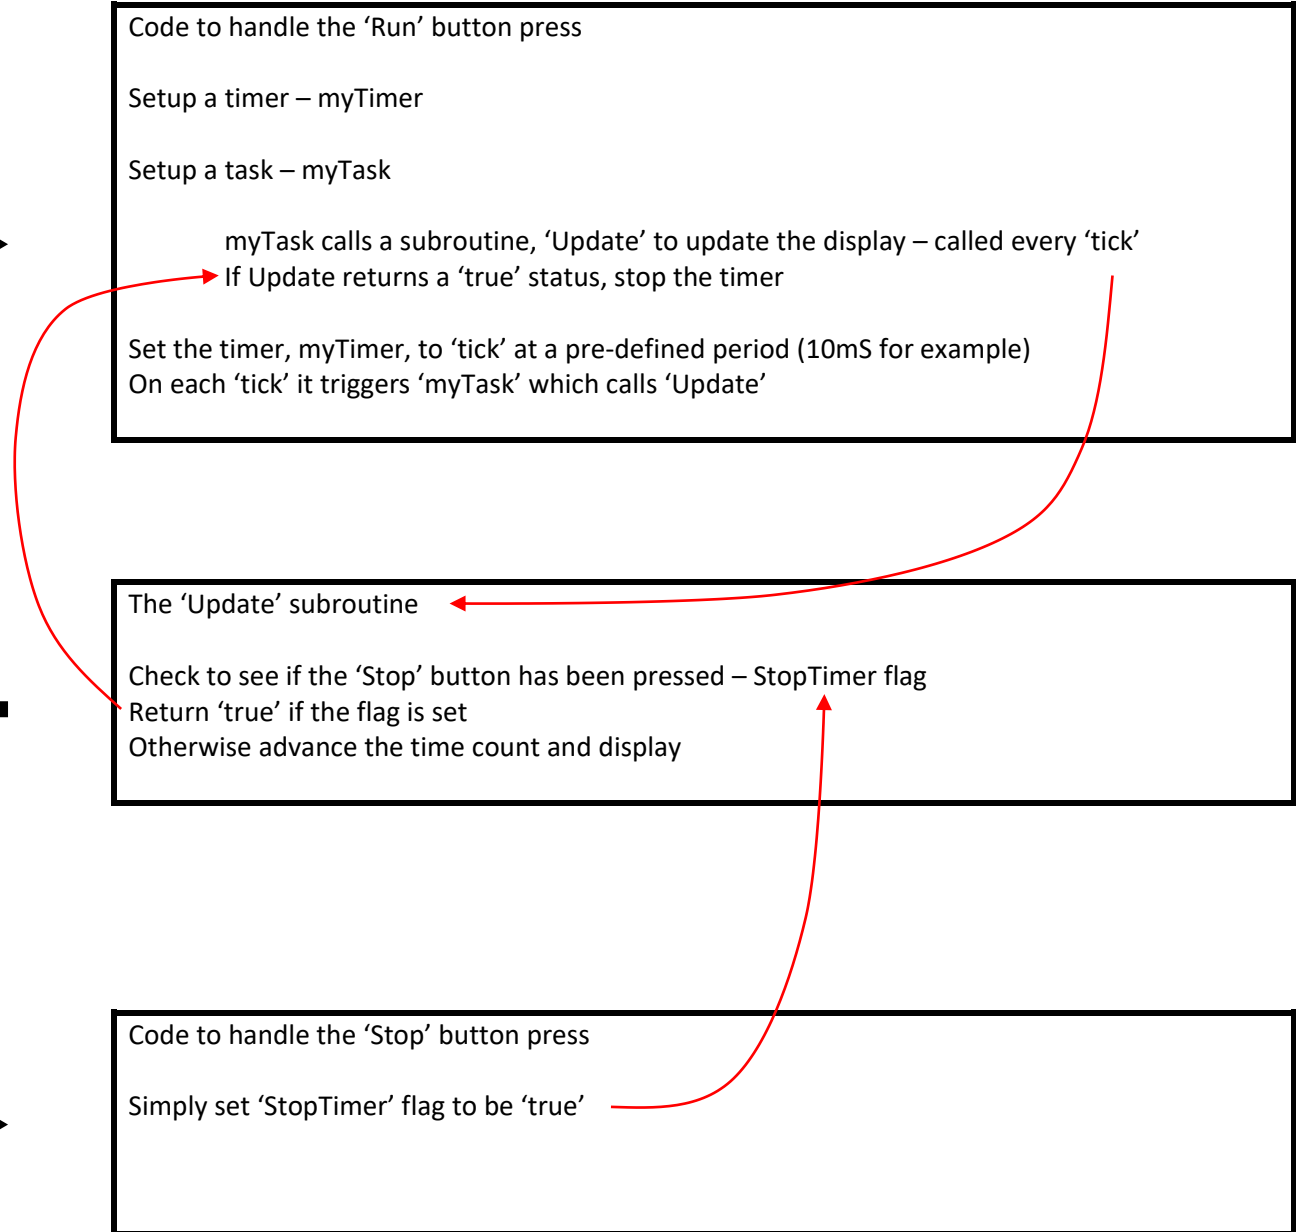 Code to handle the ‘Run’ button press
Setup a timer – myTimer
Setup a task – myTask
myTask calls a subroutine, ‘Update’ to update the display – called every ‘tick’
If Update returns a ‘true’ status, stop the timer
Set the timer, myTimer, to ‘tick’ at a pre-defined period (10mS for example)
On each ‘tick’ it triggers ‘myTask’ which calls ‘Update’
The ‘Update’ subroutine
Check to see if the ‘Stop’ button has been pressed – StopTimer flag
Return ‘true’ if the flag is set
Otherwise advance the time count and display
Code to handle the ‘Stop’ button press
Simply set ‘StopTimer’ flag to be ‘true’